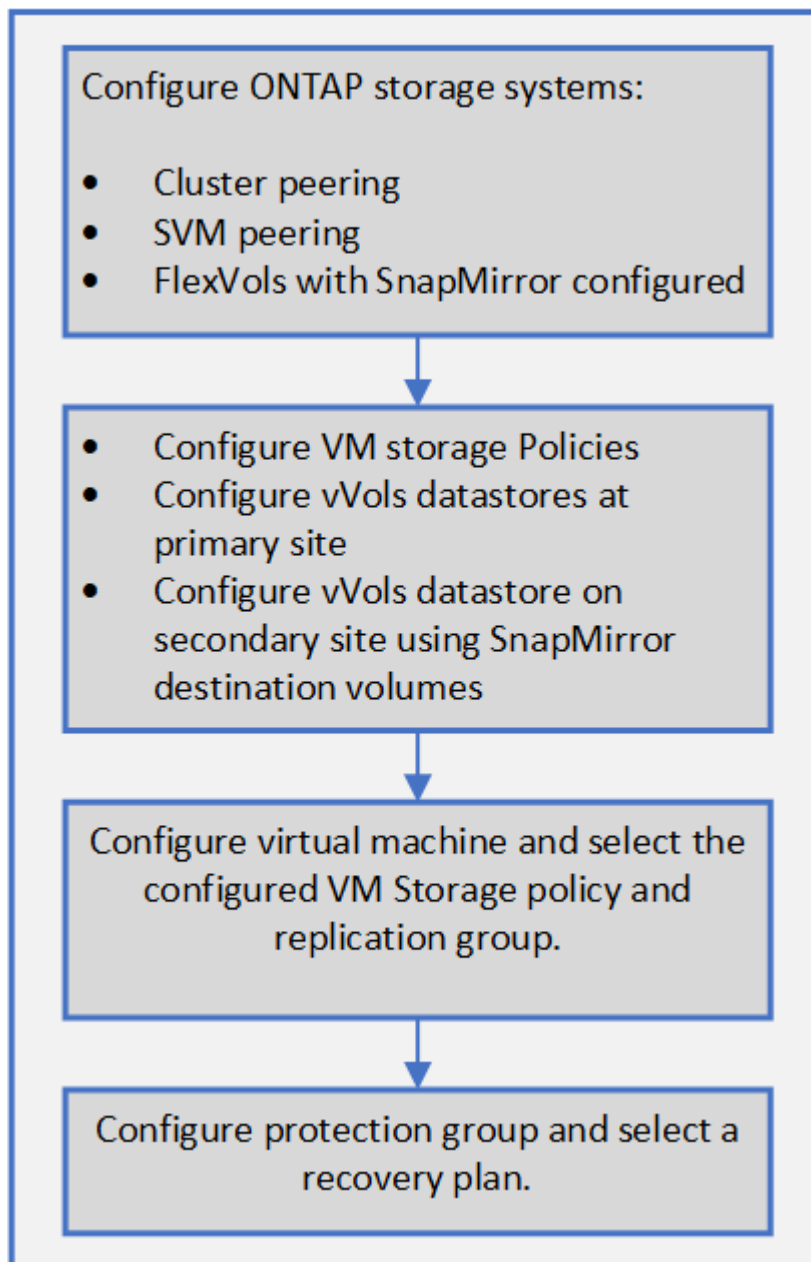 Configure ONTAP storage systems:
• Cluster peering
• SVM peering
• FlexVols with SnapMirror configured
• Configure VM storage Policies
• Configure vVols datastores at
primary site
• Configure vVols datastore on
secondary site using SnapMirror
destination volumes
Configure virtual machine and select the
configured VM Storage policy and
replication group.
Configure protection group and select a
recovery plan.